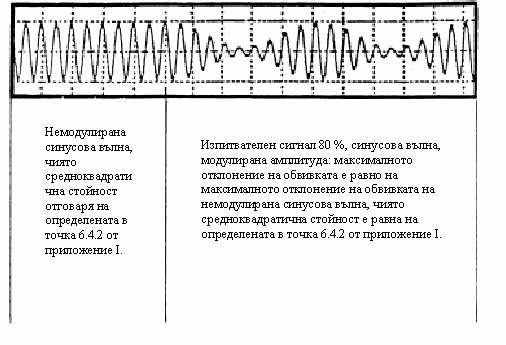 Немодулирана
синусова вълна,
чиято
средноквадрати
чна стойност
отговаря на
определената в
точка 6.4.2 от
приложение I.
Изпитвателен сигнал 80 %, синусова вълна,
модулирана амплитуда: максималното
отклонение на обвивката е равно на
максималното отклонение на обвивката на
немодулирана синусова вълна, чиято
средноквадратична стойност е равна на
определената в точка 6.4.2 от приложение I.